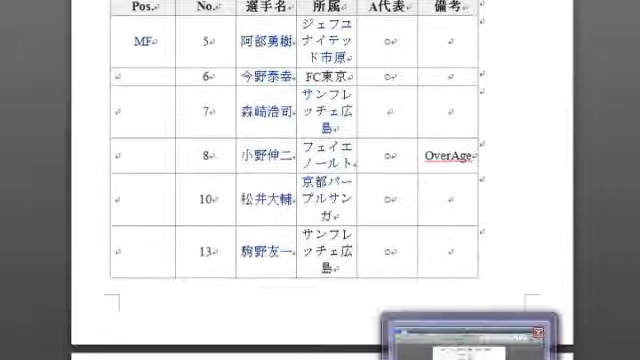 Pos. No. 選手名 所属 A代表 備考
MF 5 阿部勇樹 ジェフユナイテッド市原 ○
6 今野泰幸 FC東京 ○
7 森崎浩司 サンフレッチェ広島
8 小野伸二 フェイエノールト ○ OverAge
10 松井大輔 京都パープルサンガ ○
13 駒野友一 サンフレッチェ広島 ○